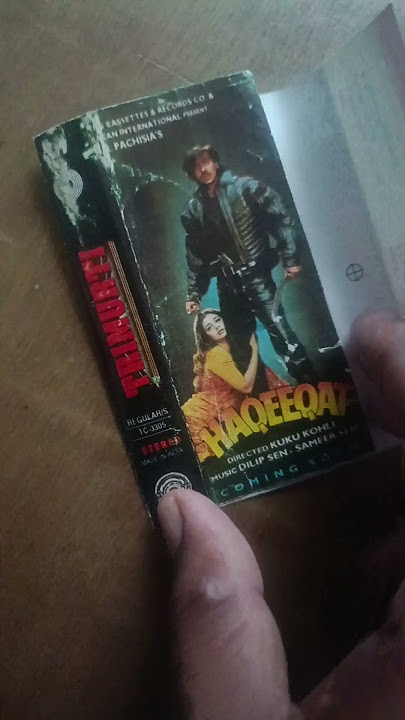 CASSETTES & RECORDS CO. &
AN INTERNATIONAL PRESENT
PACHISIA'S
HAQEEQAT
DIRECTED KUKU KOHLI
MUSIC DILIP SEN · SAMEER SEN
COMING
TRIMURTI
REGULAR/S
TC-3305
STEREO
MADE IN INDIA